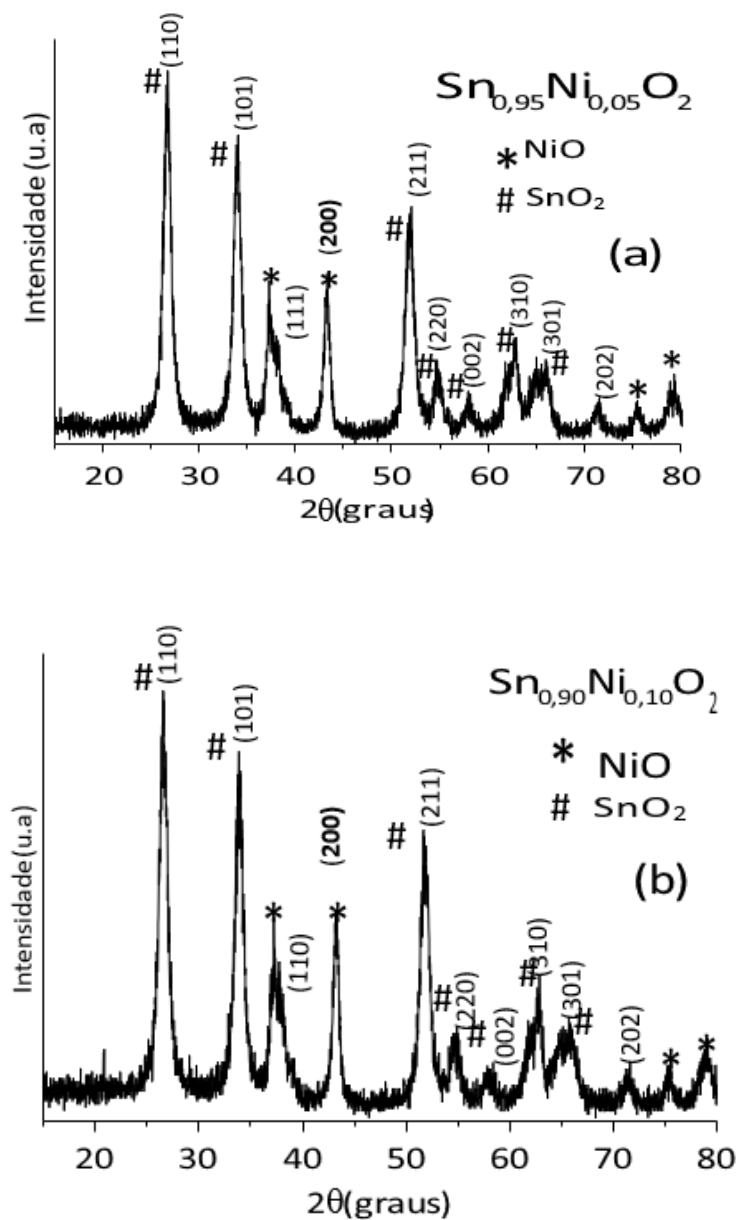 Sn0,95Ni0,05O2
* NiO
# SnO2
(a)
Intensidade (u.a)
# (110)
# (101)
*
(111)
(200)
*
# (211)
# (220)
# (002)
# (310)
(301) #
(202)
*
*
20 30 40 50 60 70 80
2θ(graus)
Sn0,90Ni0,10O2
* NiO
# SnO2
(b)
Intensidade (u.a)
# (110)
# (101)
*
(110)
(200)
*
# (211)
# (220)
# (002)
# (310)
(301) #
(202)
*
*
20 30 40 50 60 70 80
2θ(graus)